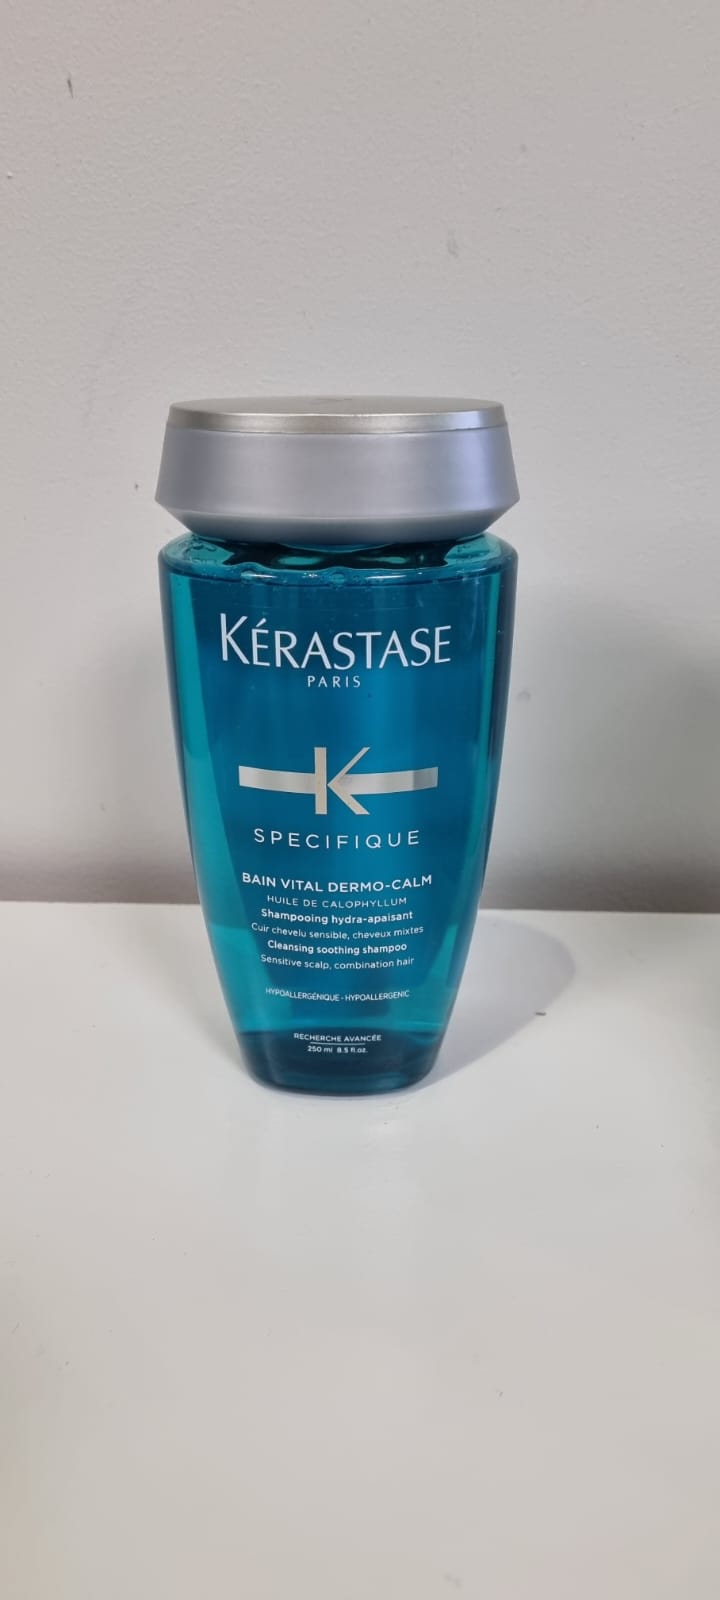 KÉRASTASE
PARIS
K
SPECIFIQUE
BAIN VITAL DERMO-CALM
HUILE DE CALOPHYLLUM
Shampooing hydra-apaisant
Cuir chevelu sensible, cheveux mixtes
Cleansing soothing shampoo
Sensitive scalp, combination hair
HYPOALLERGÉNIQUE - HYPOALLERGENIC
RECHERCHE AVANCÉE
250 ml 8.5 fl.oz.